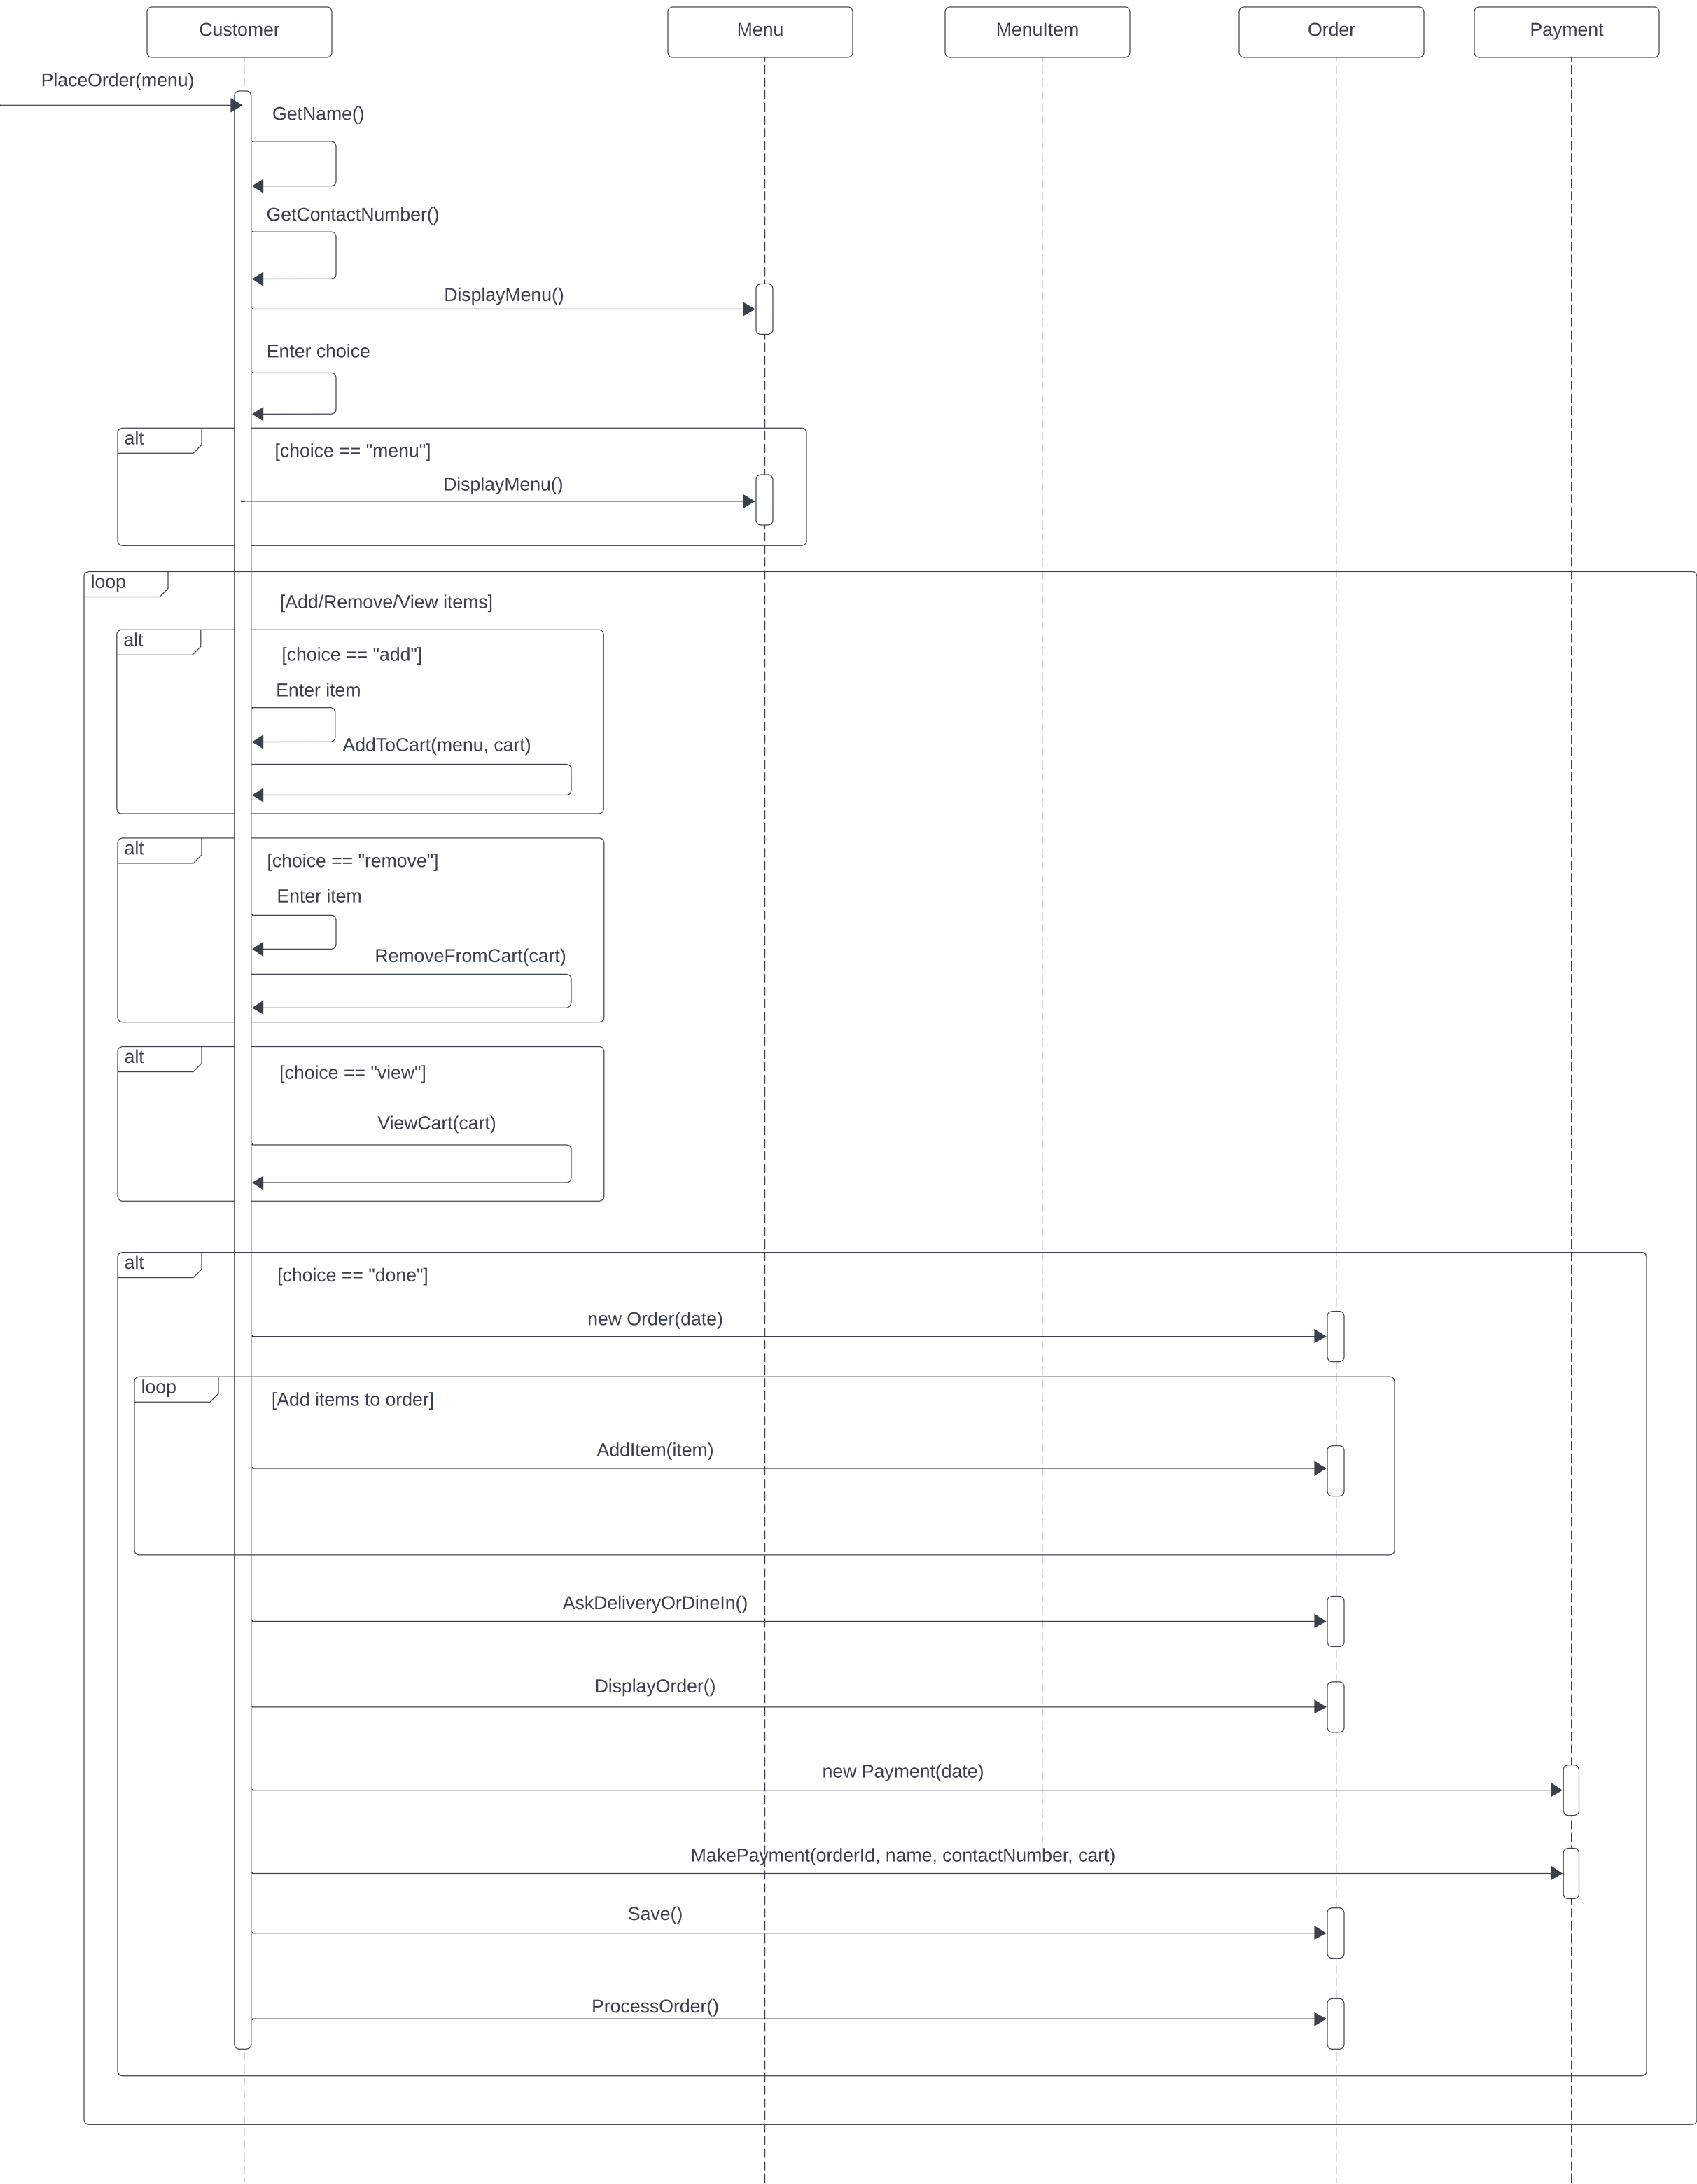 Customer
Menu
MenuItem
Order
Payment
PlaceOrder(menu)
GetName()
GetContactNumber()
DisplayMenu()
Enter choice
alt
[choice == "menu"]
DisplayMenu()
loop
[Add/Remove/View items]
alt
[choice == "add"]
Enter item
AddToCart(menu, cart)
alt
[choice == "remove"]
Enter item
RemoveFromCart(cart)
alt
[choice == "view"]
ViewCart(cart)
alt
[choice == "done"]
new Order(date)
loop
[Add items to order]
AddItem(item)
AskDeliveryOrDineIn()
DisplayOrder()
new Payment(date)
MakePayment(orderId, name, contactNumber, cart)
Save()
ProcessOrder()